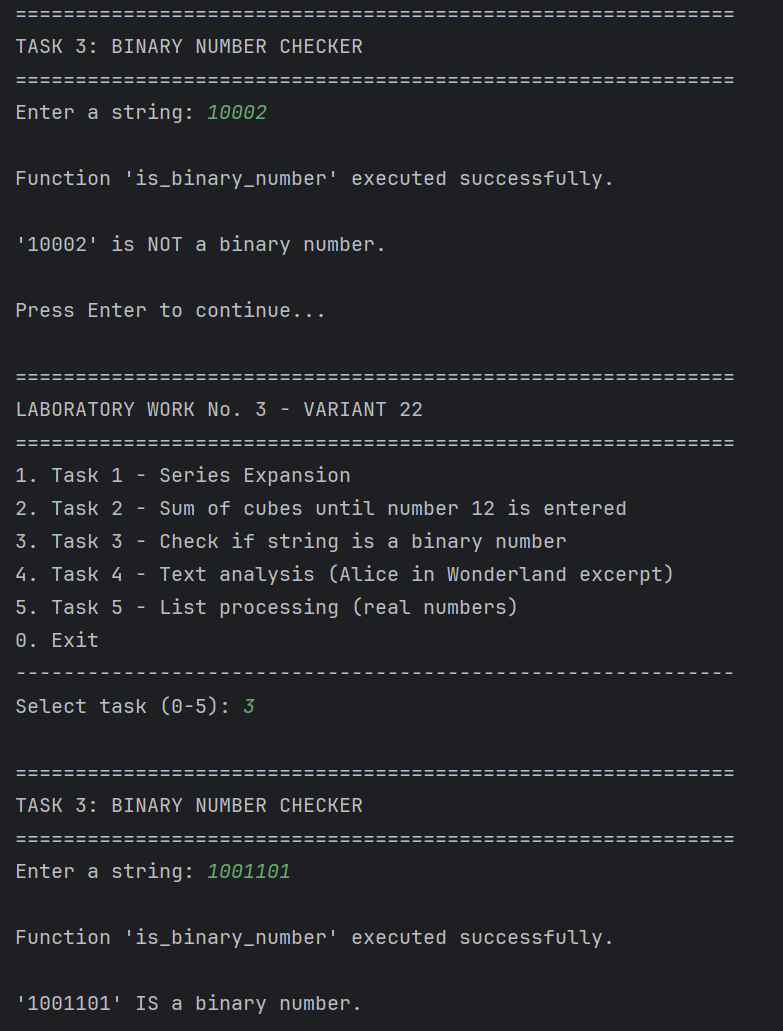 ============================================================
TASK 3: BINARY NUMBER CHECKER
============================================================
Enter a string: 10002
Function 'is_binary_number' executed successfully.
'10002' is NOT a binary number.
Press Enter to continue...
============================================================
LABORATORY WORK No. 3 - VARIANT 22
============================================================
1. Task 1 - Series Expansion
2. Task 2 - Sum of cubes until number 12 is entered
3. Task 3 - Check if string is a binary number
4. Task 4 - Text analysis (Alice in Wonderland excerpt)
5. Task 5 - List processing (real numbers)
0. Exit
------------------------------------------------------------
Select task (0-5): 3
============================================================
TASK 3: BINARY NUMBER CHECKER
============================================================
Enter a string: 1001101
Function 'is_binary_number' executed successfully.
'1001101' IS a binary number.